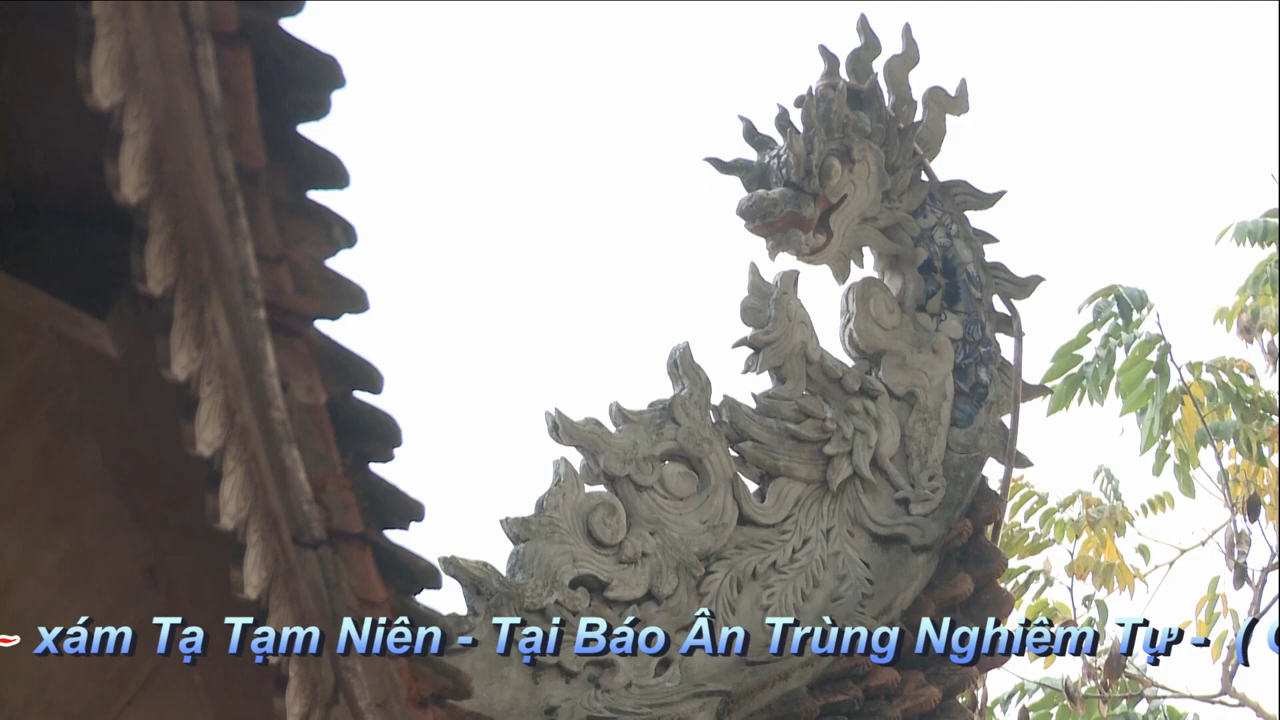 xám Tạ Tạm Niên - Tại Báo Ân Trùng Nghiêm Tự - (